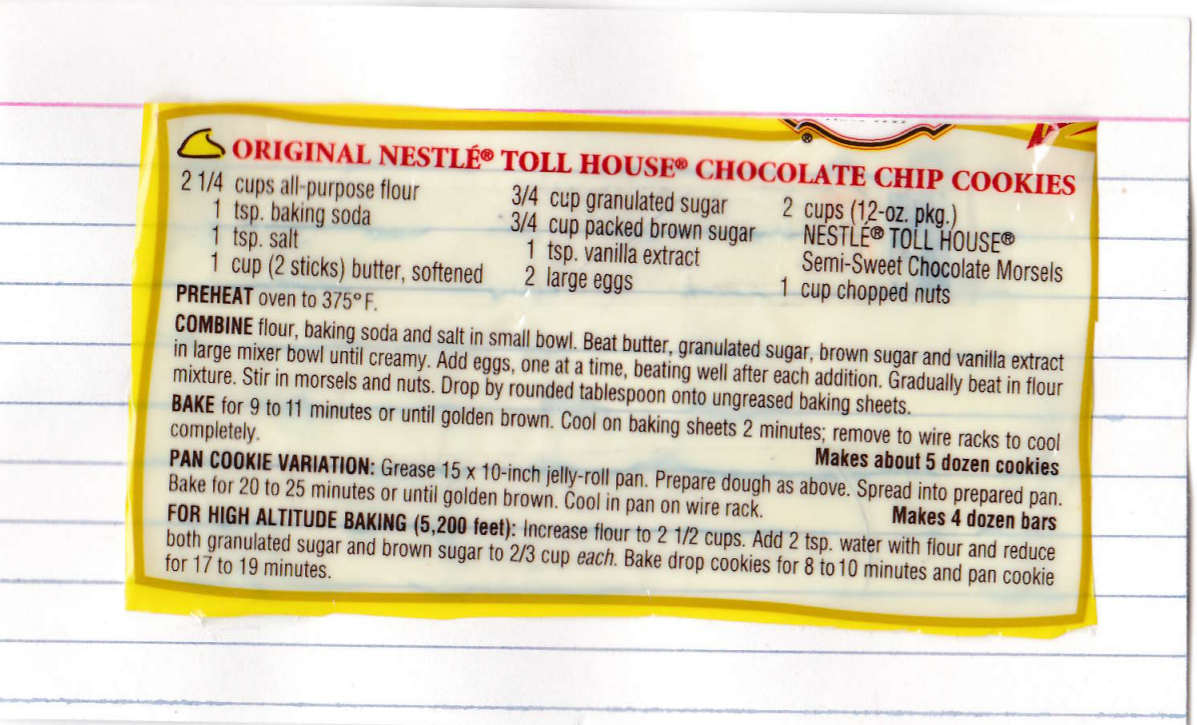 ORIGINAL NESTLÉ® TOLL HOUSE® CHOCOLATE CHIP COOKIES
2 1/4 cups all-purpose flour
1 tsp. baking soda
1 tsp. salt
1 cup (2 sticks) butter, softened
3/4 cup granulated sugar
3/4 cup packed brown sugar
1 tsp. vanilla extract
2 large eggs
2 cups (12-oz. pkg.)
NESTLÉ® TOLL HOUSE®
Semi-Sweet Chocolate Morsels
1 cup chopped nuts
PREHEAT oven to 375° F.
COMBINE flour, baking soda and salt in small bowl. Beat butter, granulated sugar, brown sugar and vanilla extract
in large mixer bowl until creamy. Add eggs, one at a time, beating well after each addition. Gradually beat in flour
mixture. Stir in morsels and nuts. Drop by rounded tablespoon onto ungreased baking sheets.
BAKE for 9 to 11 minutes or until golden brown. Cool on baking sheets 2 minutes; remove to wire racks to cool
completely. Makes about 5 dozen cookies
PAN COOKIE VARIATION: Grease 15 x 10-inch jelly-roll pan. Prepare dough as above. Spread into prepared pan.
Bake for 20 to 25 minutes or until golden brown. Cool in pan on wire rack. Makes 4 dozen bars
FOR HIGH ALTITUDE BAKING (5,200 feet): Increase flour to 2 1/2 cups. Add 2 tsp. water with flour and reduce
both granulated sugar and brown sugar to 2/3 cup each. Bake drop cookies for 8 to 10 minutes and pan cookie
for 17 to 19 minutes.